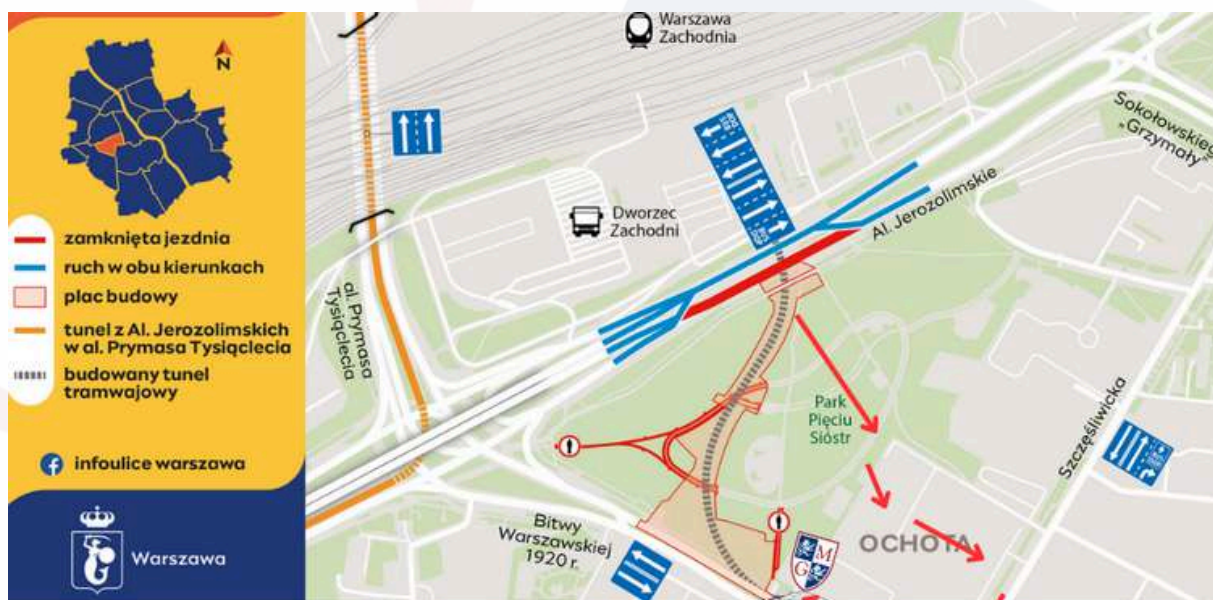 N
zamknięta jezdnia
ruch w obu kierunkach
plac budowy
tunel z Al. Jerozolimskich
w al. Prymasa Tysiąclecia
budowany tunel
tramwajowy
infoulice warszawa
Warszawa
Warszawa
Zachodnia
Dworzec
Zachodni
al. Prymasa
Tysiąclecia
Al. Jerozolimskie
Sokołowskiego
„Grzymały”
Park
Pięciu
Sióstr
Szczęśliwicka
Bitwy
Warszawskiej
1920 r.
OCHOTA
M
G